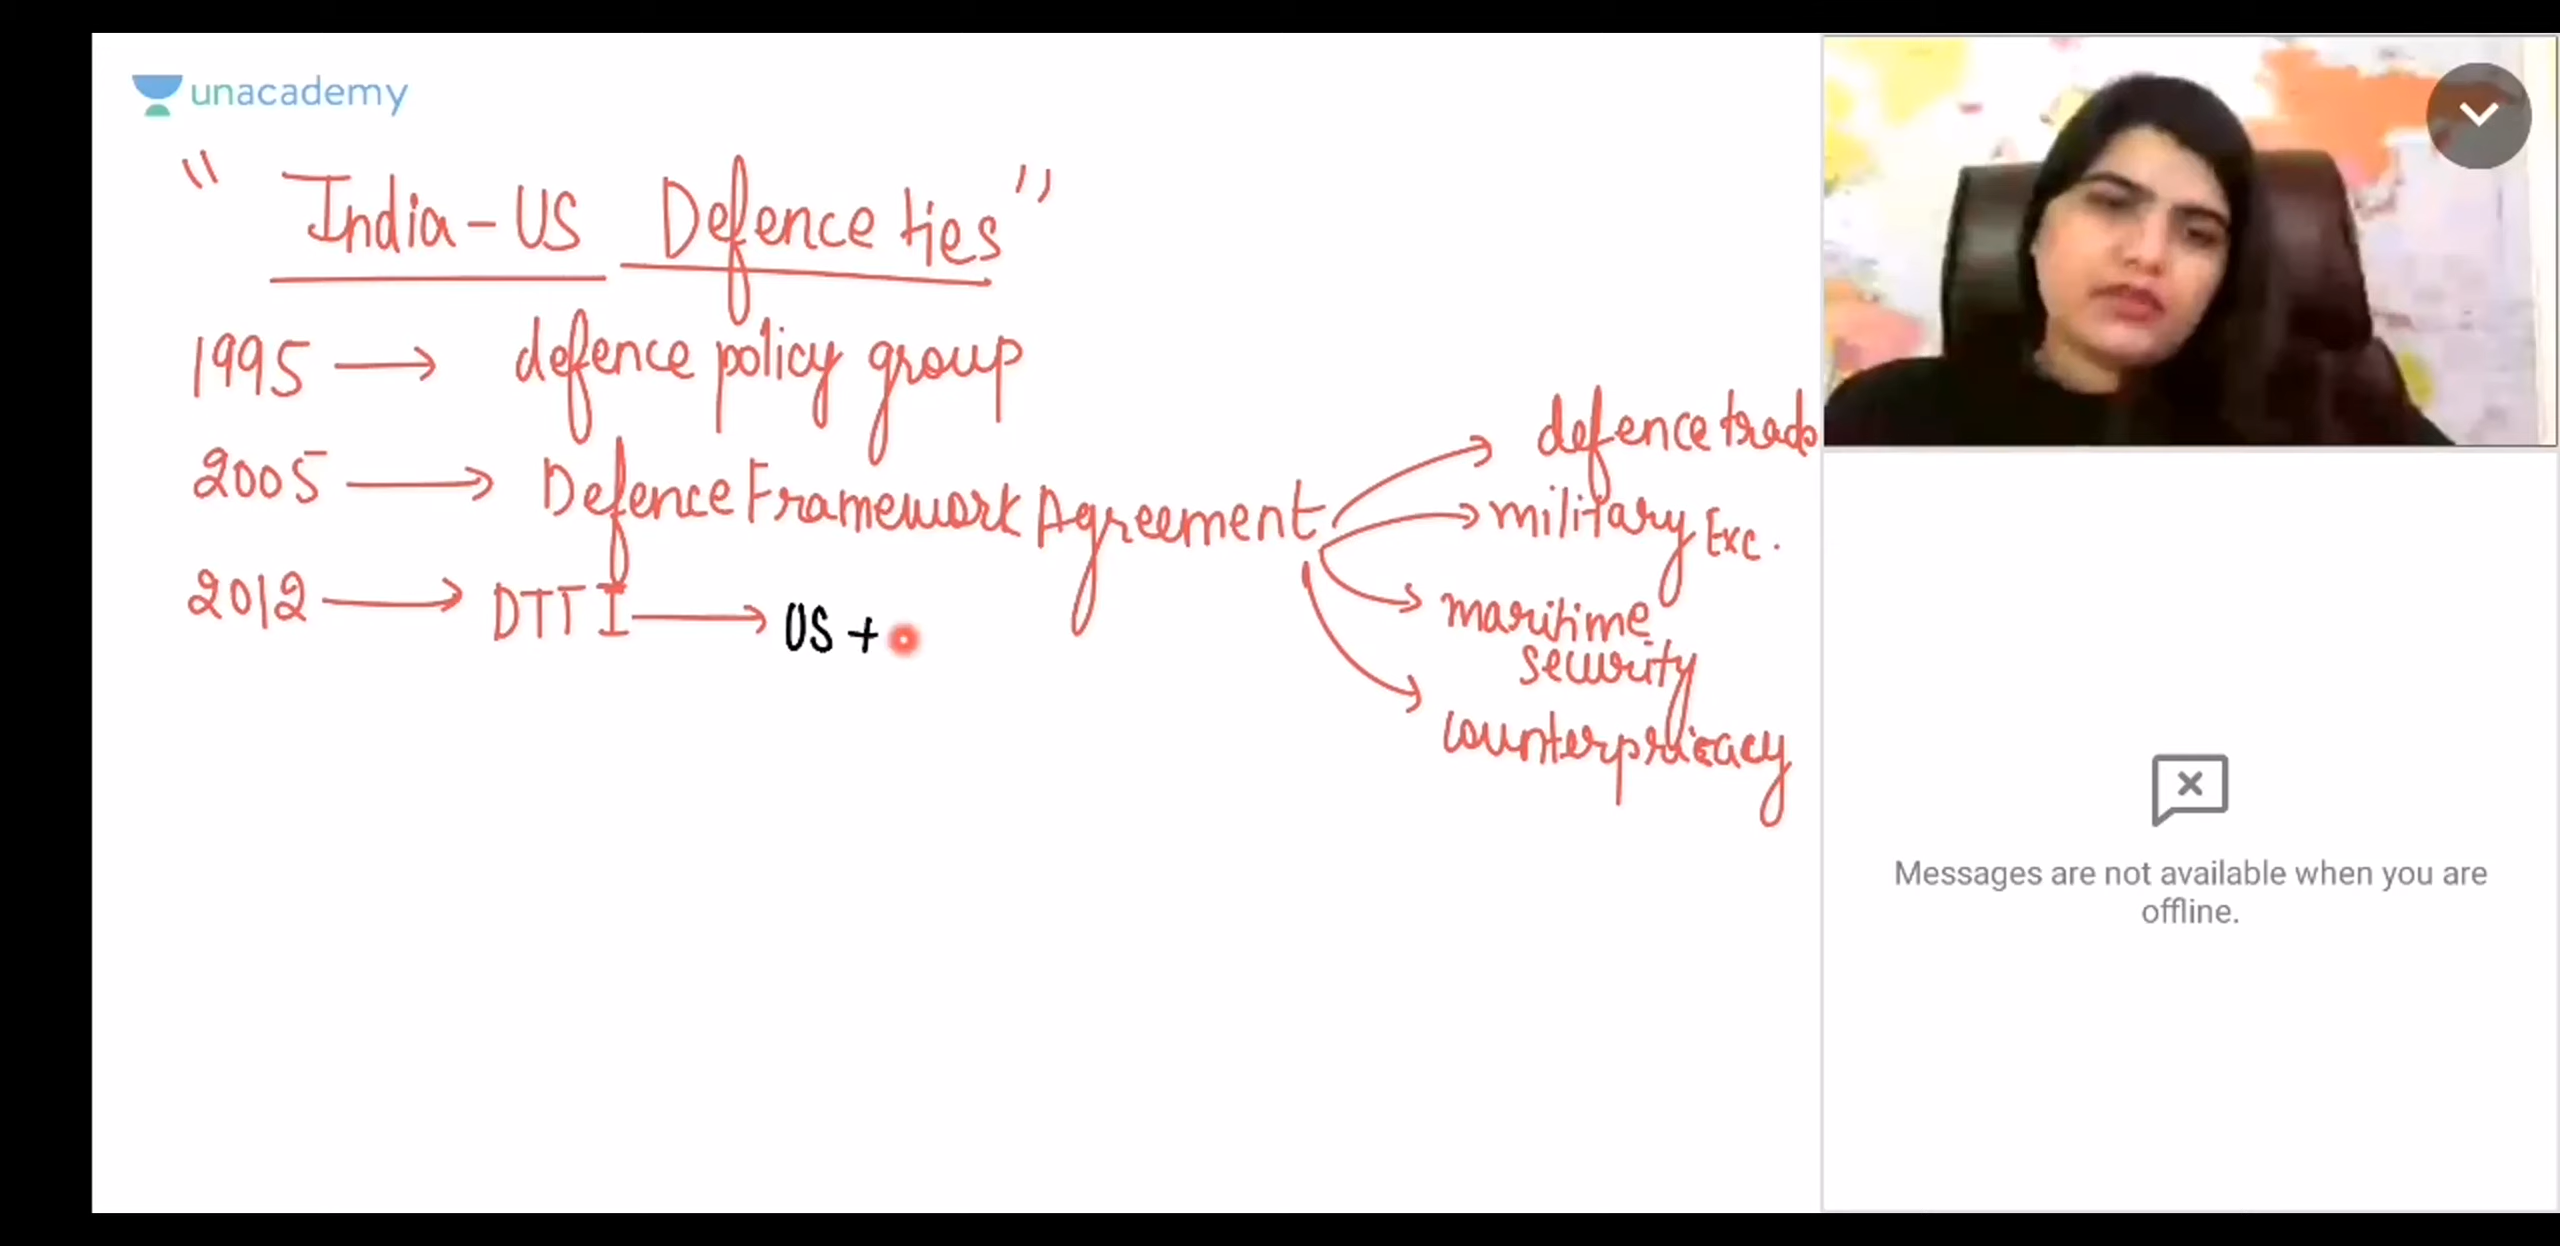 unacademy
"India-US Defence ties"
1995 → defence policy group
2005 → Defence Framework Agreement
→ defence trade
→ military Exc.
→ maritime
security
→ counterpriacy
2012 → DTTI → US +
Messages are not available when you are
offline.